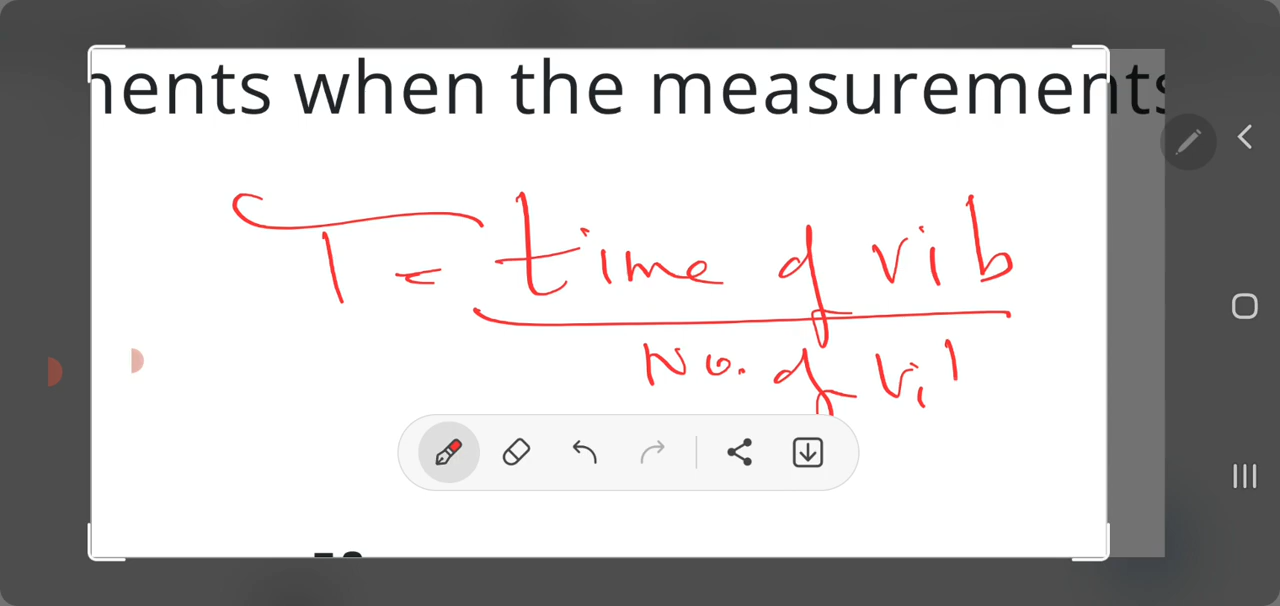 nents when the measurements
T = time of vib
No. of vi